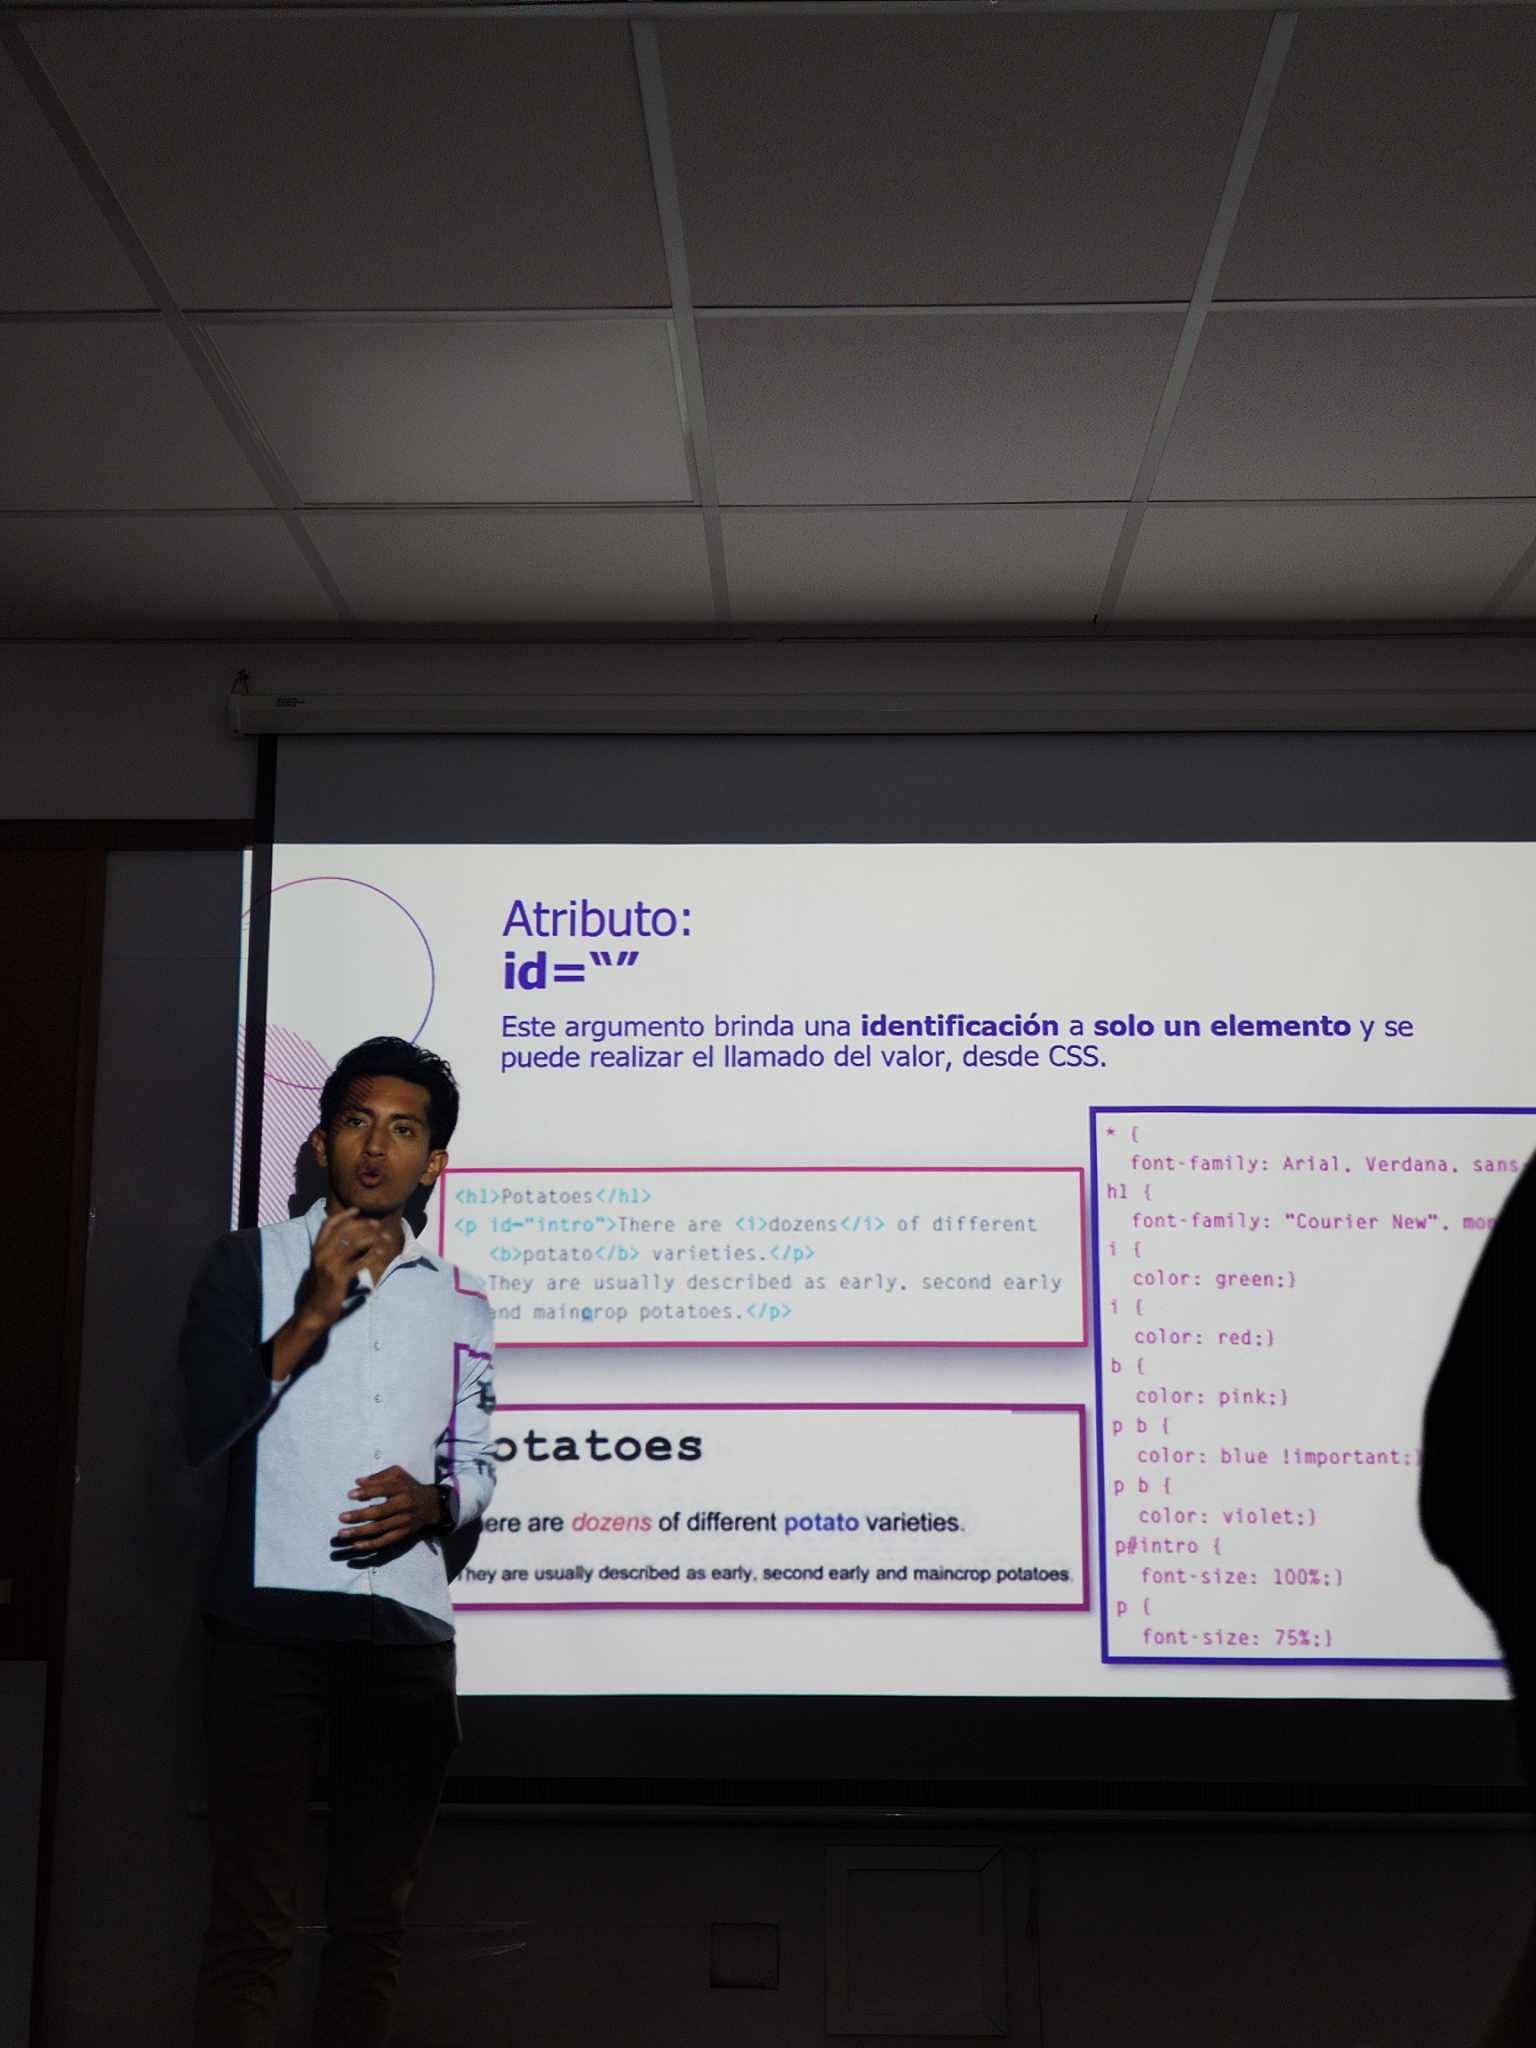 Atributo:
id=“”
Este argumento brinda una identificación a solo un elemento y se
puede realizar el llamado del valor, desde CSS.
<h1>Potatoes</h1>
<p id="intro">There are <i>dozens</i> of different
<b>potato</b> varieties.</p>
>They are usually described as early, second early
and maincrop potatoes.</p>
otatoes
ere are dozens of different potato varieties.
They are usually described as early, second early and maincrop potatoes.
* {
font-family: Arial, Verdana, sans
h1 {
font-family: "Courier New", mon
i {
color: green;}
i {
color: red;}
b {
color: pink;}
p b {
color: blue !important;}
p b {
color: violet;}
p#intro {
font-size: 100%;}
p {
font-size: 75%;}